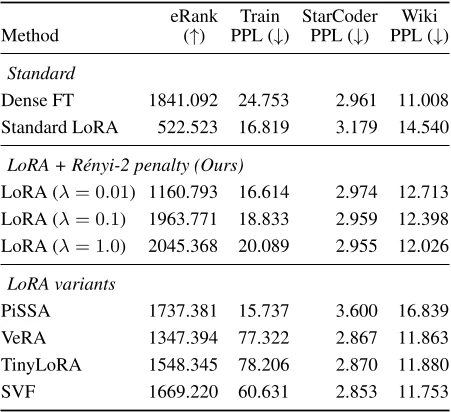 Method eRank (↑) Train PPL (↓) StarCoder PPL (↓) Wiki PPL (↓)
Standard
Dense FT 1841.092 24.753 2.961 11.008
Standard LoRA 522.523 16.819 3.179 14.540
LoRA + Rényi-2 penalty (Ours)
LoRA (λ = 0.01) 1160.793 16.614 2.974 12.713
LoRA (λ = 0.1) 1963.771 18.833 2.959 12.398
LoRA (λ = 1.0) 2045.368 20.089 2.955 12.026
LoRA variants
PiSSA 1737.381 15.737 3.600 16.839
VeRA 1347.394 77.322 2.867 11.863
TinyLoRA 1548.345 78.206 2.870 11.880
SVF 1669.220 60.631 2.853 11.753